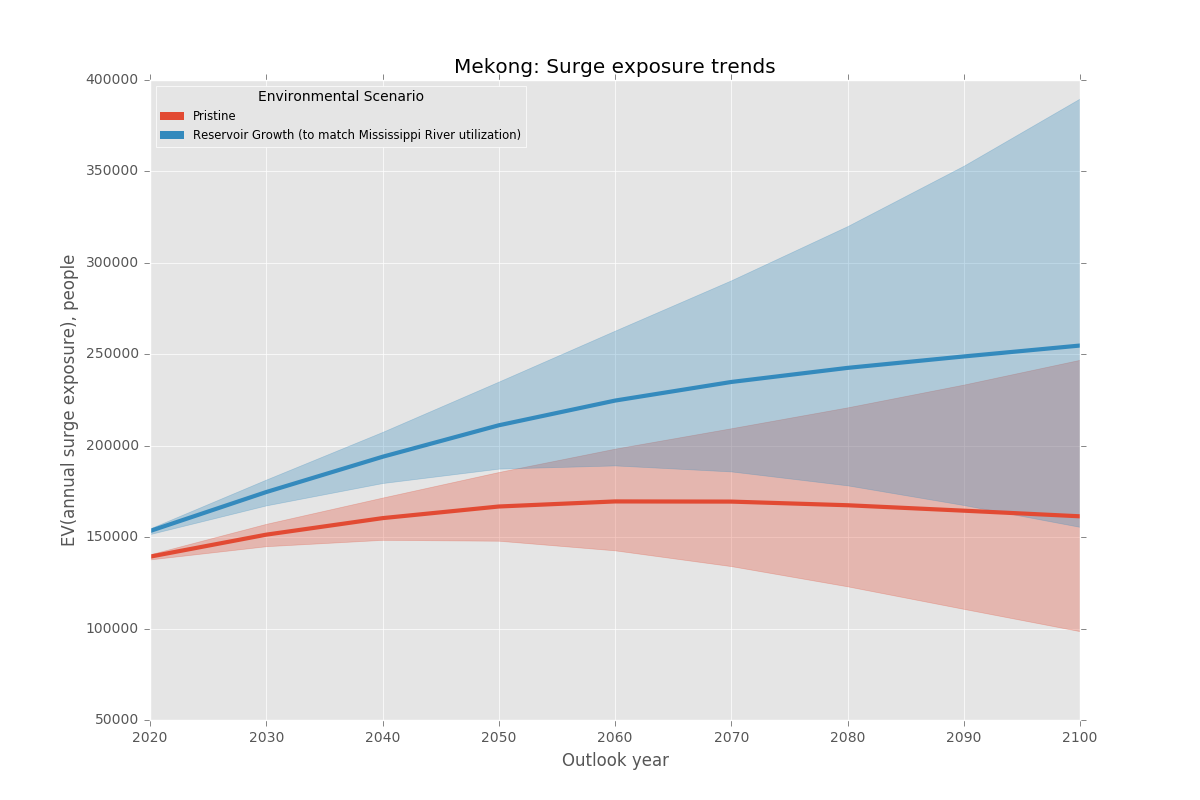 Mekong: Surge exposure trends
Environmental Scenario
Pristine
Reservoir Growth (to match Mississippi River utilization)
EV(annual surge exposure), people
400000
350000
300000
250000
200000
150000
100000
50000
2020 2030 2040 2050 2060 2070 2080 2090 2100
Outlook year